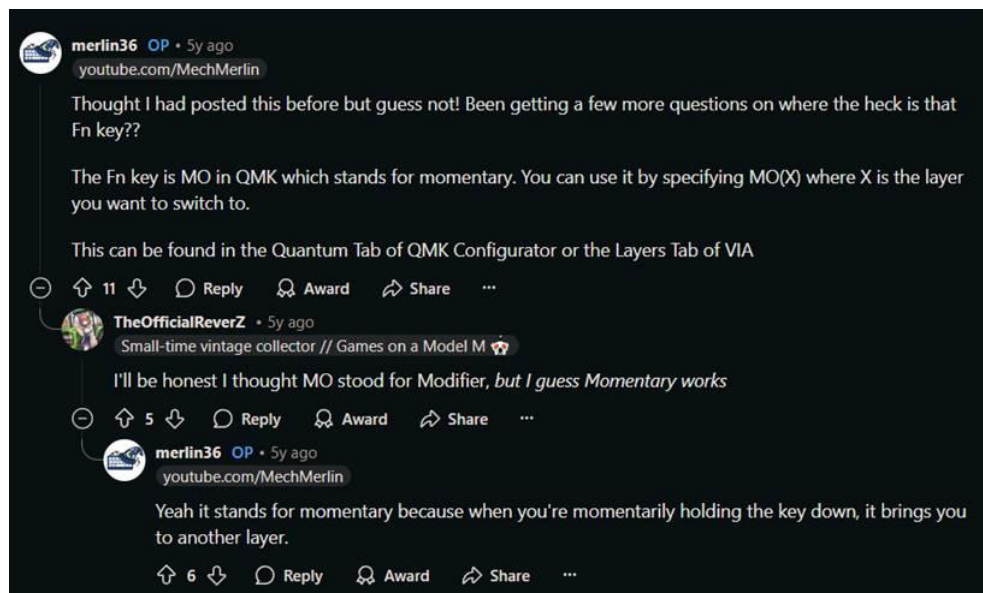 merlin36 OP • 5y ago
youtube.com/MechMerlin
Thought I had posted this before but guess not! Been getting a few more questions on where the heck is that
Fn key??
The Fn key is MO in QMK which stands for momentary. You can use it by specifying MO(X) where X is the layer
you want to switch to.
This can be found in the Quantum Tab of QMK Configurator or the Layers Tab of VIA
11 Reply Award Share ···
TheOfficialReverZ • 5y ago
Small-time vintage collector // Games on a Model M
I'll be honest I thought MO stood for Modifier, but I guess Momentary works
5 Reply Award Share ···
merlin36 OP • 5y ago
youtube.com/MechMerlin
Yeah it stands for momentary because when you're momentarily holding the key down, it brings you
to another layer.
6 Reply Award Share ···